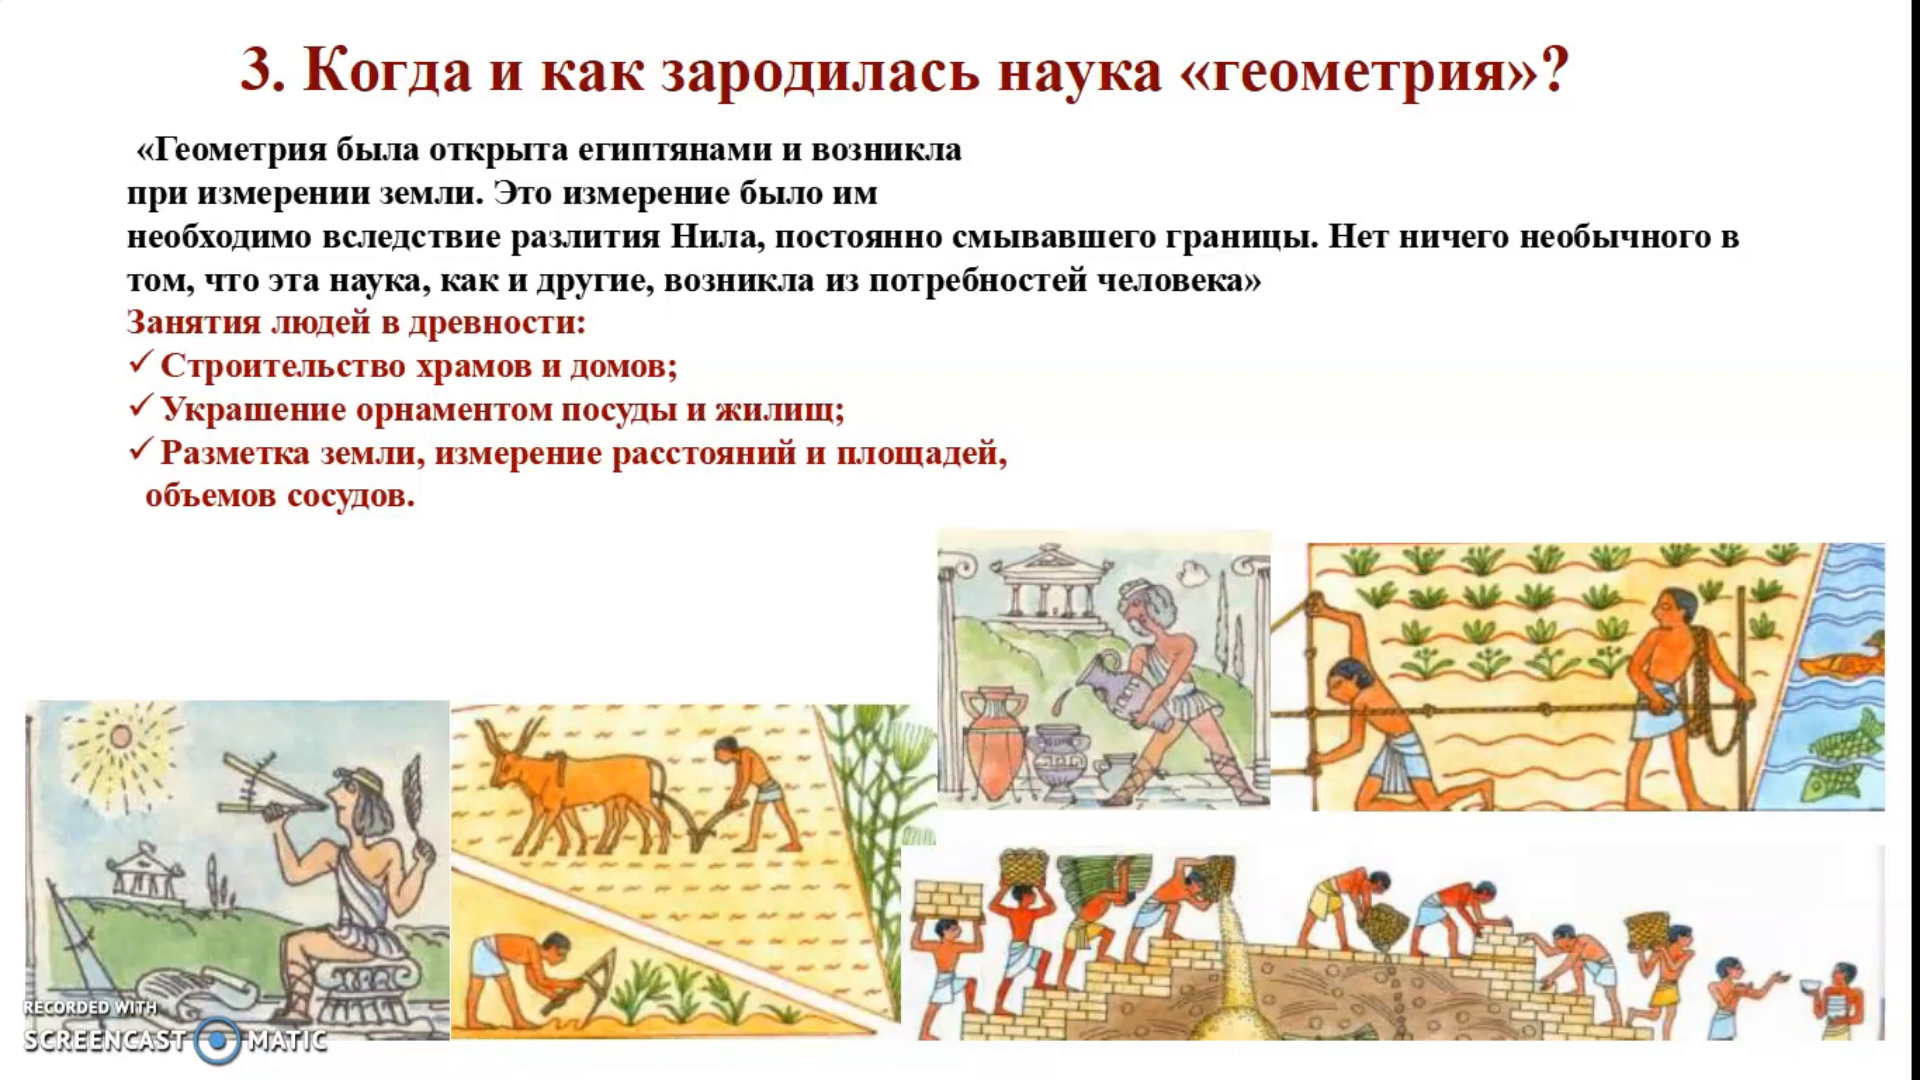 3. Когда и как зародилась наука «геометрия»?
«Геометрия была открыта египтянами и возникла
при измерении земли. Это измерение было им
необходимо вследствие разлития Нила, постоянно смывавшего границы. Нет ничего необычного в
том, что эта наука, как и другие, возникла из потребностей человека»
Занятия людей в древности:
✓ Строительство храмов и домов;
✓ Украшение орнаментом посуды и жилищ;
✓ Разметка земли, измерение расстояний и площадей,
объемов сосудов.
RECORDED WITH
SCREENCAST MATIC